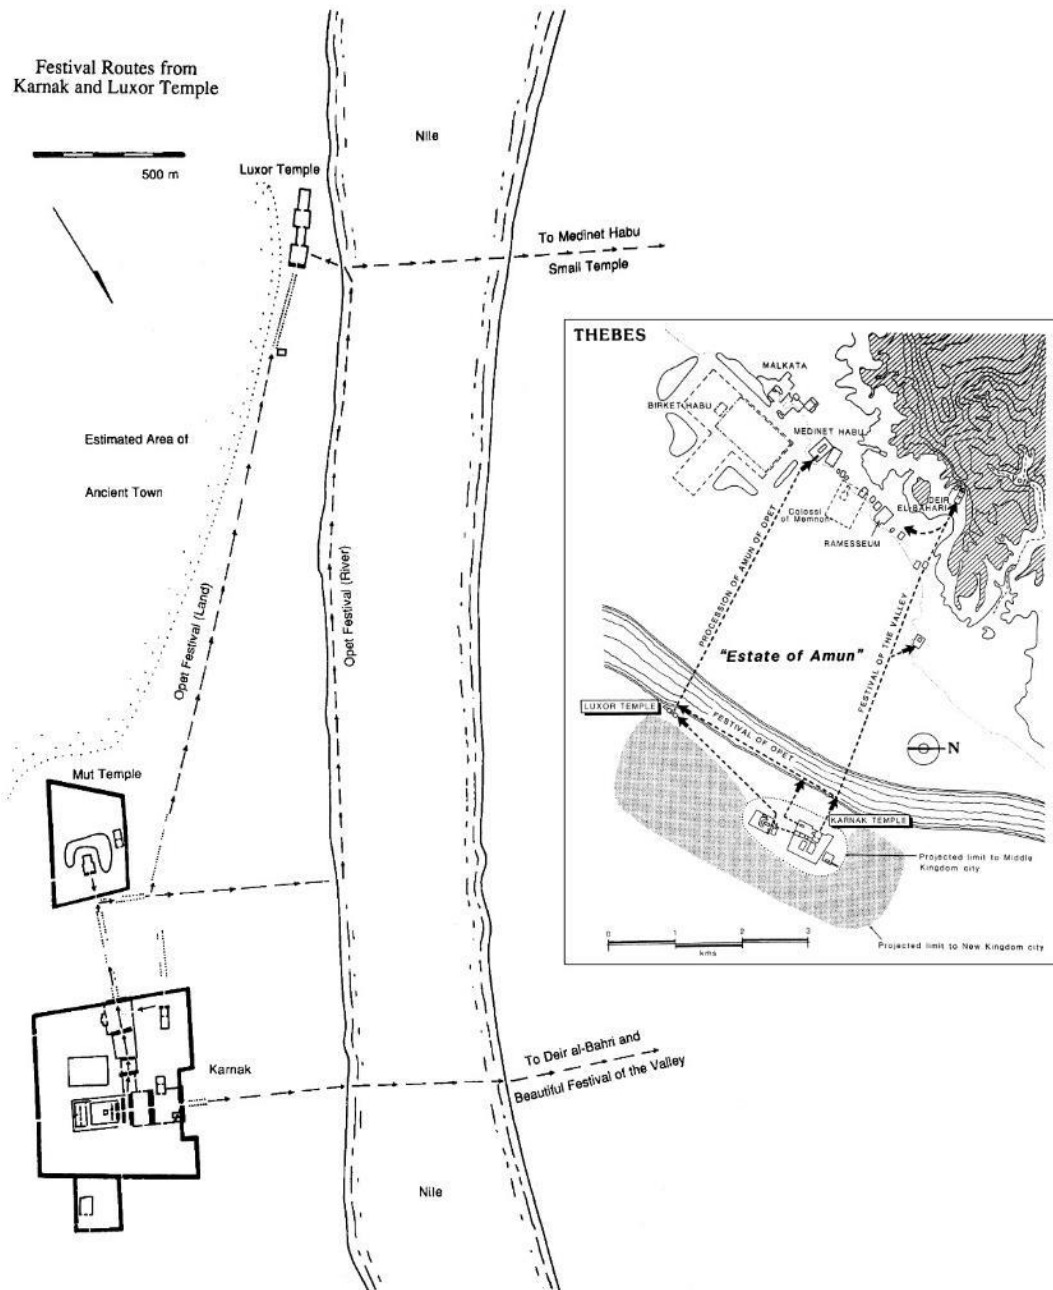 Festival Routes from
Karnak and Luxor Temple
500 m
Nile
Luxor Temple
To Medinet Habu
Small Temple
Estimated Area of
Ancient Town
Opet Festival (Land)
Opet Festival (River)
Mut Temple
Karnak
To Deir al-Bahri and
Beautiful Festival of the Valley
Nile
THEBES
MALKATA
BIRKET HABU
MEDINET HABU
DEIR
EL-BAHARI
Colossi
of Memnon
RAMESSEUM
PROCESSION OF AMUN OF OPET
FESTIVAL OF THE VALLEY
"Estate of Amun"
LUXOR TEMPLE
FESTIVAL OF OPET
N
KARNAK TEMPLE
Projected limit to Middle
Kingdom city
Projected limit to New Kingdom city
0 1 2 3
kms